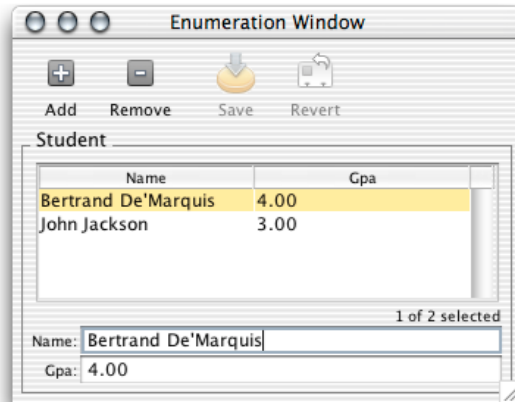 Enumeration Window
Add Remove Save Revert
Student
Name Gpa
Bertrand De'Marquis 4.00
John Jackson 3.00
1 of 2 selected
Name: Bertrand De'Marquis
Gpa: 4.00